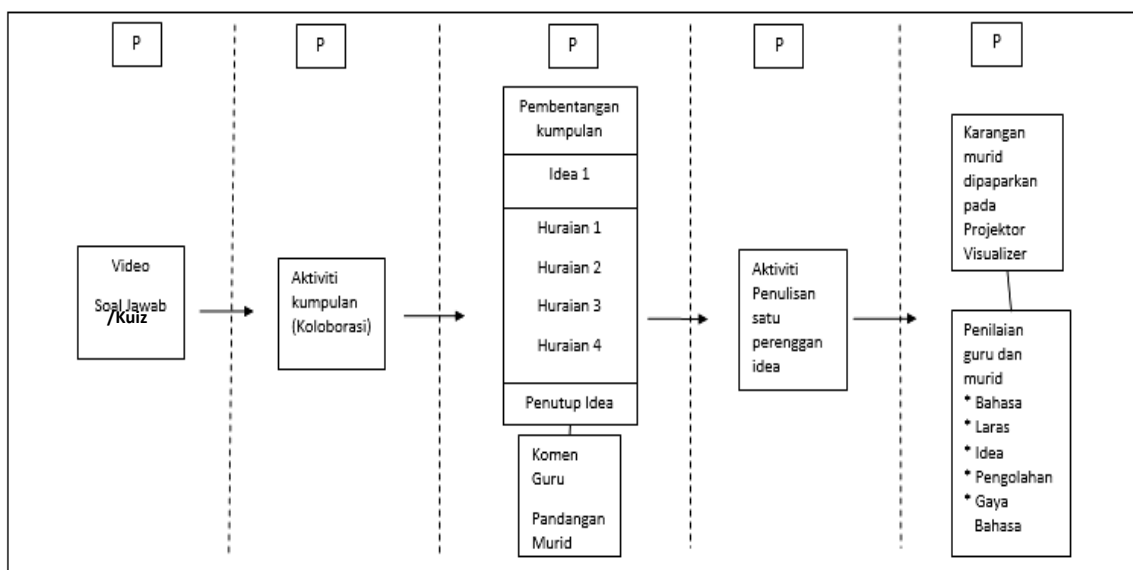 P
P
P
P
P
Video
Soal Jawab
/Kuiz
Aktiviti
kumpulan
(Koloborasi)
Pembentangan
kumpulan
Idea 1
Huraian 1
Huraian 2
Huraian 3
Huraian 4
Penutup Idea
Komen
Guru
Pandangan
Murid
Aktiviti
Penulisan
satu
perenggan
idea
Karangan
murid
dipaparkan
pada
Projektor
Visualizer
Penilaian
guru dan
murid
* Bahasa
* Laras
* Idea
* Pengolahan
* Gaya
Bahasa